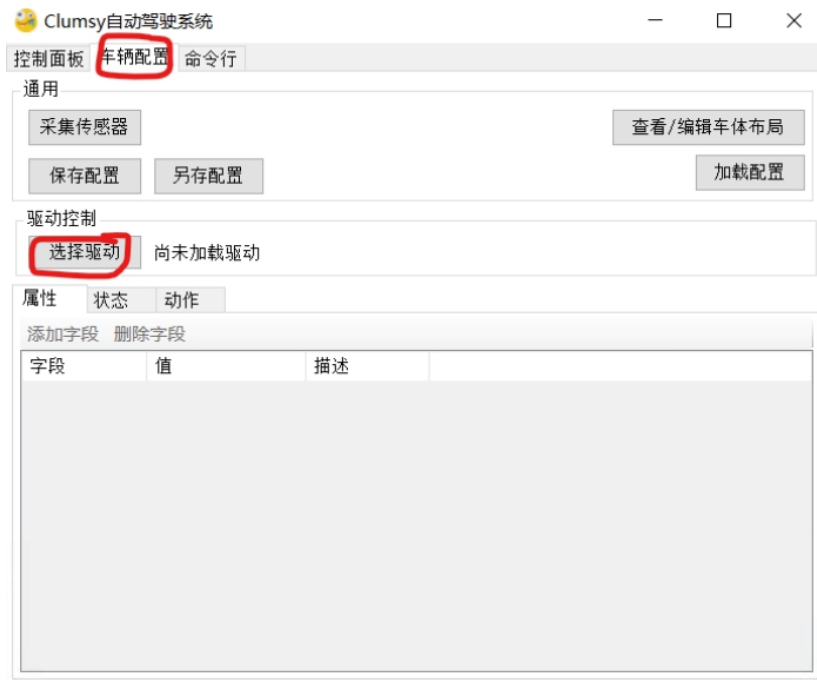 Clumsy自动驾驶系统
控制面板 车辆配置 命令行
通用
采集传感器 查看/编辑车体布局
保存配置 另存配置 加载配置
驱动控制
选择驱动 尚未加载驱动
属性 状态 动作
添加字段 删除字段
字段 值 描述